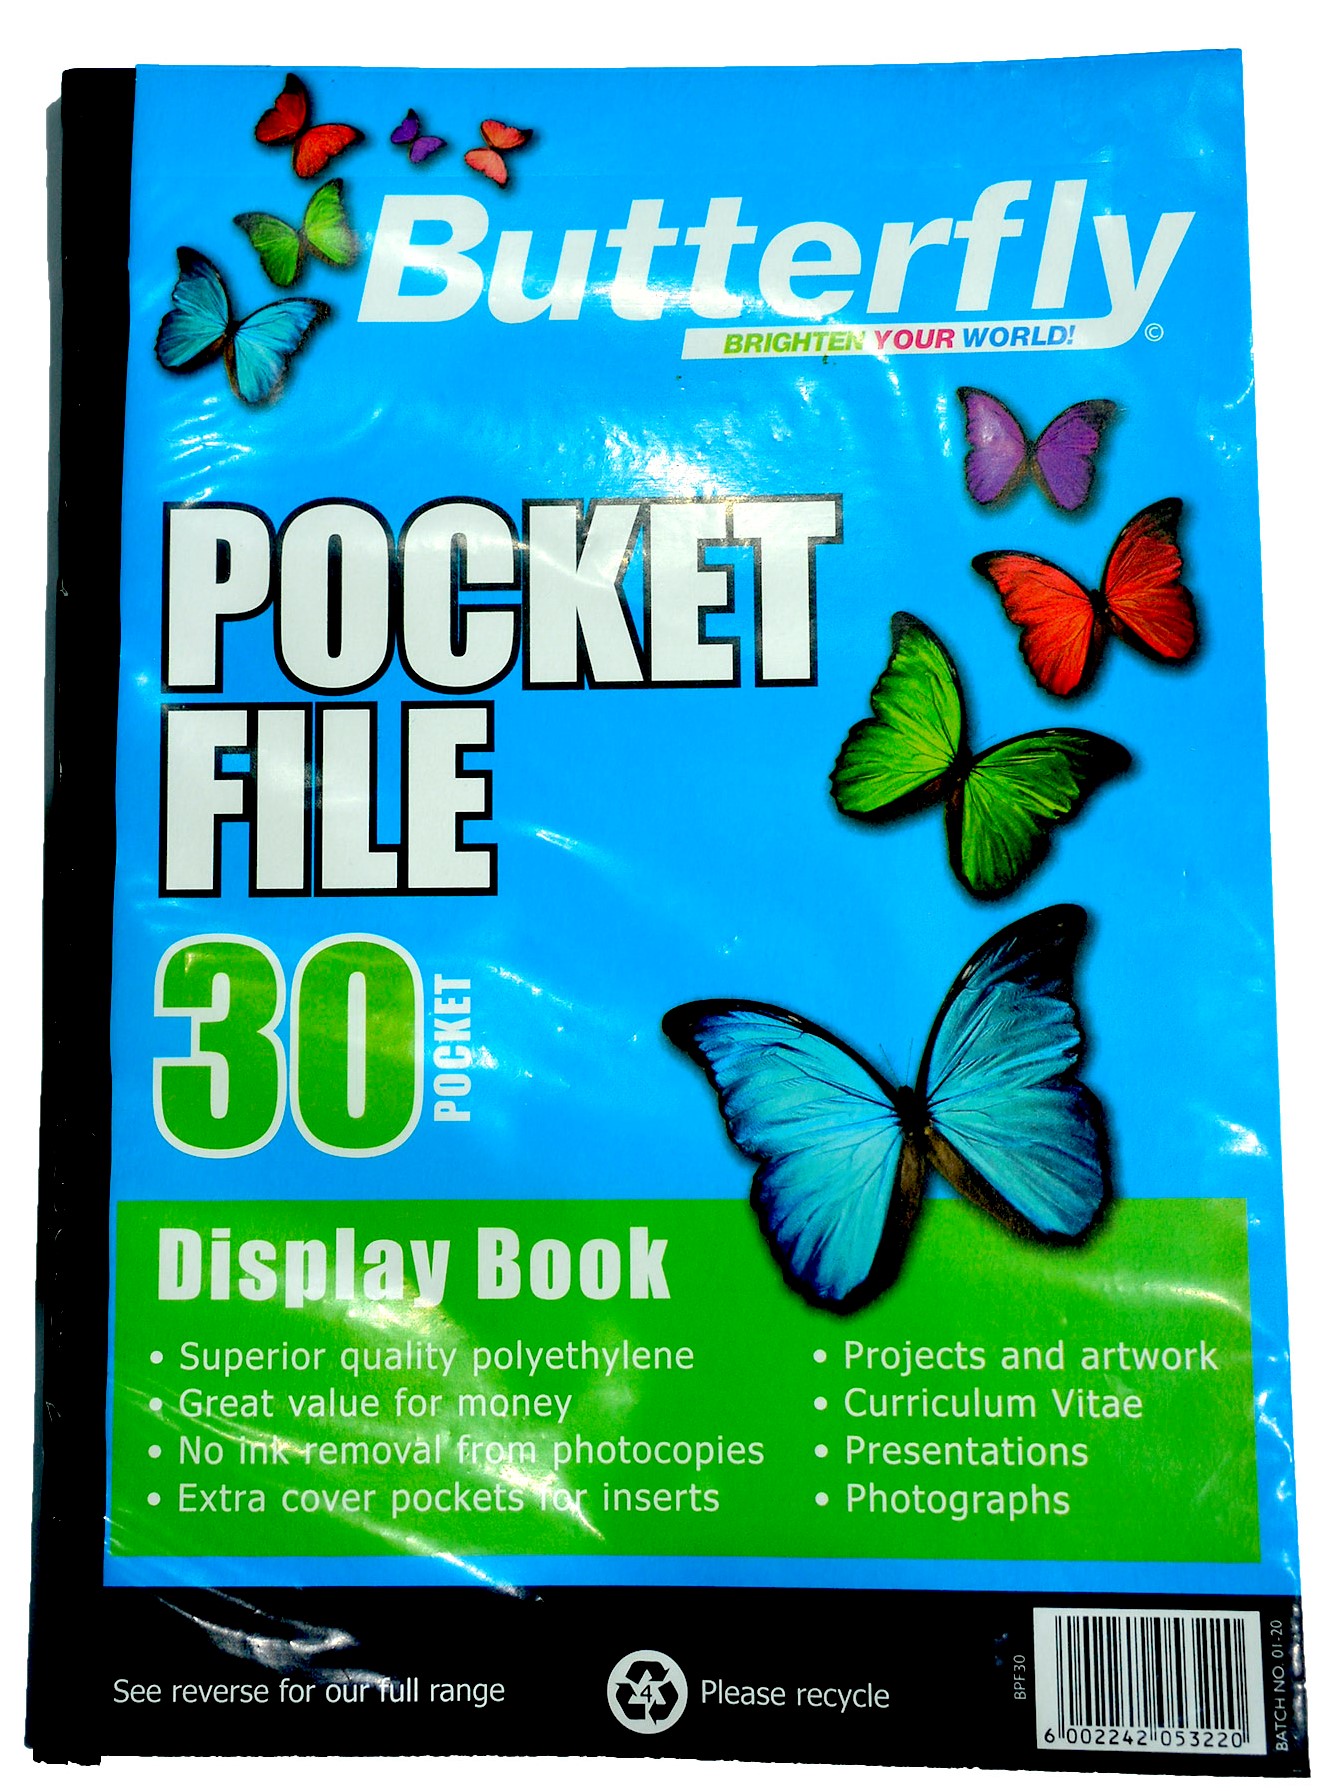 Butterfly
BRIGHTEN YOUR WORLD! ©
POCKET
FILE
30
POCKET
Display Book
• Superior quality polyethylene
• Great value for money
• No ink removal from photocopies
• Extra cover pockets for inserts
• Projects and artwork
• Curriculum Vitae
• Presentations
• Photographs
See reverse for our full range
4
Please recycle
BPF30
6 002242 053220
BATCH NO. 01-20